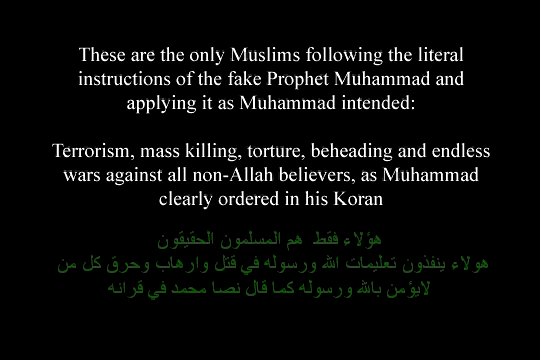 These are the only Muslims following the literal
instructions of the fake Prophet Muhammad and
applying it as Muhammad intended:
Terrorism, mass killing, torture, beheading and endless
wars against all non-Allah believers, as Muhammad
clearly ordered in his Koran
هؤلاء فقط هم المسلمون الحقيقون
هولاء ينفذون تعليمات الله ورسوله في قتل وارهاب وحرق كل من
لايؤمن بالله ورسوله كما قال نصا محمد في قرانه